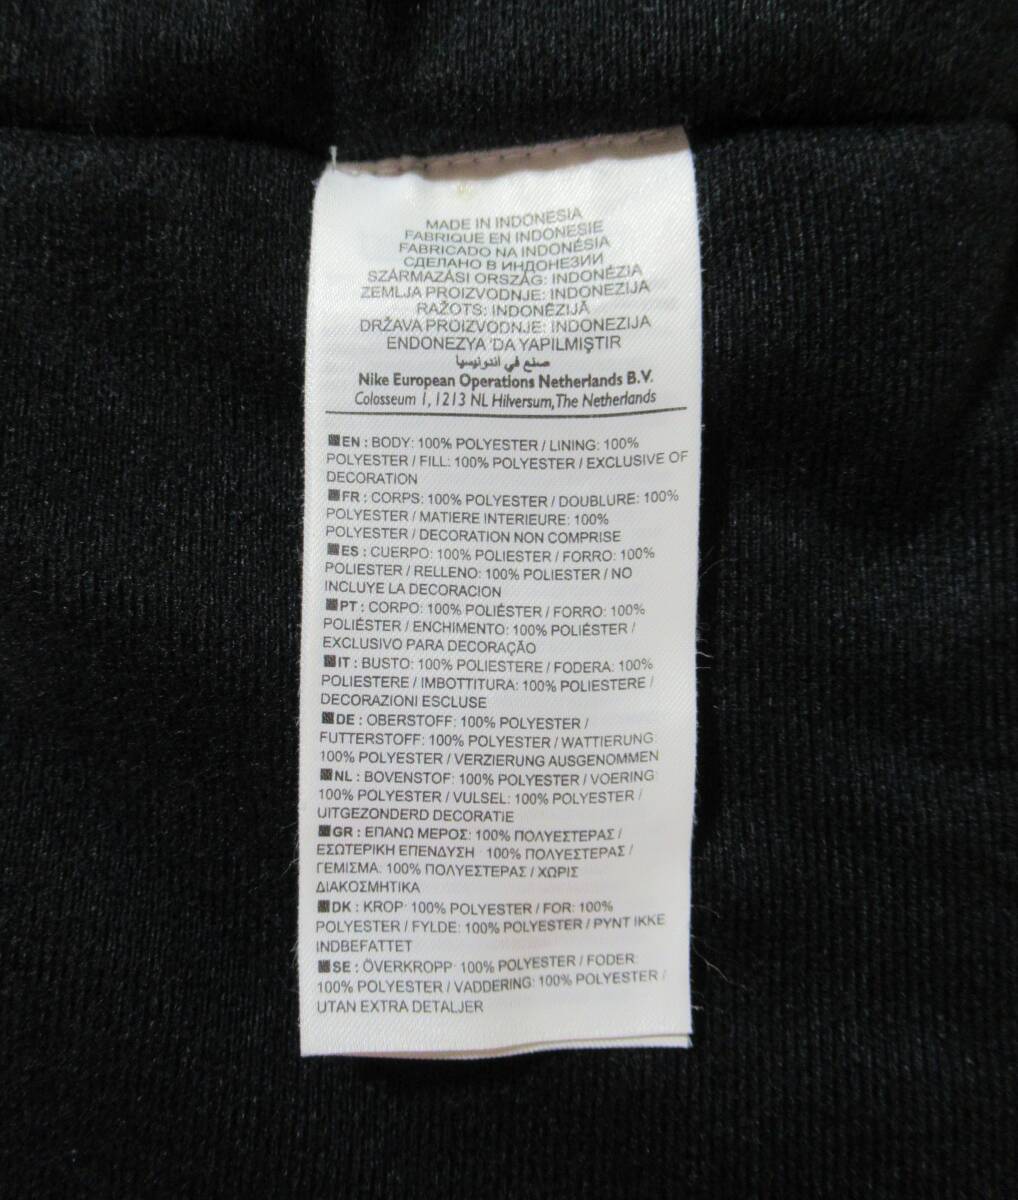 MADE IN INDONESIA
FABRIQUE EN INDONESIE
FABRICADO NA INDONÉSIA
СДЕЛАНО В ИНДОНЕЗИИ
SZÁRMAZÁSI ORSZÁG: INDONÉZIA
ZEMLJA PROIZVODNJE: INDONEZIJA
RAŽOTS: INDONĒZIJĀ
DRŽAVA PROIZVODNJE: INDONEZIJA
ENDONEZYA 'DA YAPILMIŞTIR
صنع في اندونيسيا
Nike European Operations Netherlands B.V.
Colosseum 1, 1213 NL Hilversum, The Netherlands
EN : BODY: 100% POLYESTER / LINING: 100%
POLYESTER / FILL: 100% POLYESTER / EXCLUSIVE OF
DECORATION
FR : CORPS: 100% POLYESTER / DOUBLURE: 100%
POLYESTER / MATIERE INTERIEURE: 100%
POLYESTER / DECORATION NON COMPRISE
ES : CUERPO: 100% POLIESTER / FORRO: 100%
POLIESTER / RELLENO: 100% POLIESTER / NO
INCLUYE LA DECORACION
PT : CORPO: 100% POLIÉSTER / FORRO: 100%
POLIÉSTER / ENCHIMENTO: 100% POLIÉSTER /
EXCLUSIVO PARA DECORAÇÃO
IT : BUSTO: 100% POLIESTERE / FODERA: 100%
POLIESTERE / IMBOTTITURA: 100% POLIESTERE /
DECORAZIONI ESCLUSE
DE : OBERSTOFF: 100% POLYESTER /
FUTTERSTOFF: 100% POLYESTER / WATTIERUNG:
100% POLYESTER / VERZIERUNG AUSGENOMMEN
NL : BOVENSTOF: 100% POLYESTER / VOERING:
100% POLYESTER / VULSEL: 100% POLYESTER /
UITGEZONDERD DECORATIE
GR : ΕΠΑΝΩ ΜΕΡΟΣ: 100% ΠΟΛΥΕΣΤΕΡΑΣ /
ΕΣΩΤΕΡΙΚΗ ΕΠΕΝΔΥΣΗ: 100% ΠΟΛΥΕΣΤΕΡΑΣ /
ΓΕΜΙΣΜΑ: 100% ΠΟΛΥΕΣΤΕΡΑΣ / ΧΩΡΙΣ
ΔΙΑΚΟΣΜΗΤΙΚΑ
DK : KROP: 100% POLYESTER / FOR: 100%
POLYESTER / FYLDE: 100% POLYESTER / PYNT IKKE
INDBEFATTET
SE : ÖVERKROPP: 100% POLYESTER / FODER:
100% POLYESTER / VADDERING: 100% POLYESTER /
UTAN EXTRA DETALJER